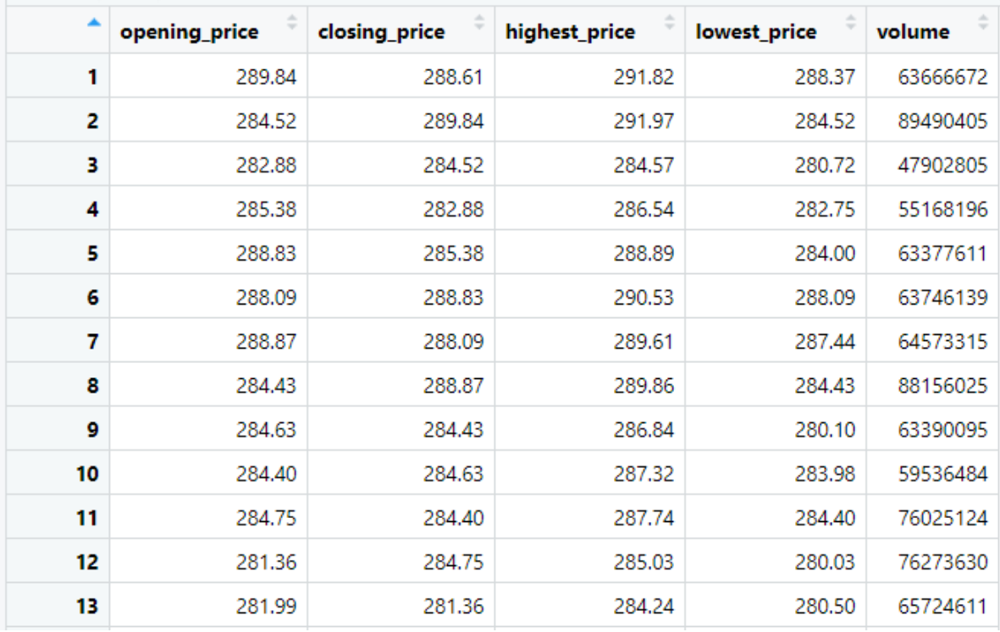 opening_price closing_price highest_price lowest_price volume
1 289.84 288.61 291.82 288.37 63666672
2 284.52 289.84 291.97 284.52 89490405
3 282.88 284.52 284.57 280.72 47902805
4 285.38 282.88 286.54 282.75 55168196
5 288.83 285.38 288.89 284.00 63377611
6 288.09 288.83 290.53 288.09 63746139
7 288.87 288.09 289.61 287.44 64573315
8 284.43 288.87 289.86 284.43 88156025
9 284.63 284.43 286.84 280.10 63390095
10 284.40 284.63 287.32 283.98 59536484
11 284.75 284.40 287.74 284.40 76025124
12 281.36 284.75 285.03 280.03 76273630
13 281.99 281.36 284.24 280.50 65724611